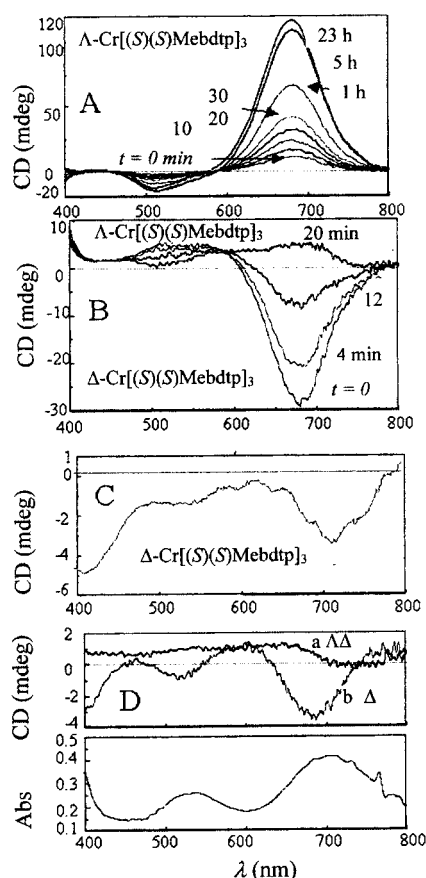 120
Λ-Cr[(S)(S)Mebdtp]3
23 h
5 h
A
30
1 h
50
20
10
t = 0 min
0
-20
CD (mdeg)
400 500 600 700 800
Λ-Cr[(S)(S)Mebdtp]3
20 min
0
B
12
-10
4 min
-20
t = 0
Δ-Cr[(S)(S)Mebdtp]3
-30
CD (mdeg)
400 500 600 700 800
1
0
C
-2
-4
Δ-Cr[(S)(S)Mebdtp]3
-6
CD (mdeg)
400 500 600 700 800
2
a ΛΔ
0
D
-2
b Δ
-4
CD (mdeg)
0.5
0.4
0.3
0.2
0.1
Abs
400 500 600 700 800
λ (nm)